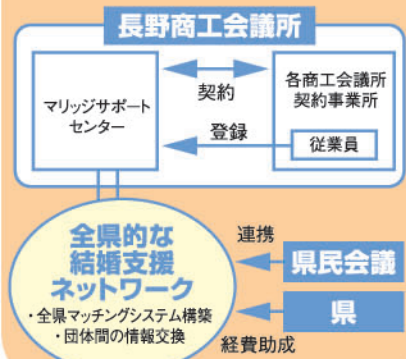 長野商工会議所
マリッジサポート
センター
契約
登録
各商工会議所
契約事業所
従業員
全県的な
結婚支援
ネットワーク
・全県マッチングシステム構築
・団体間の情報交換
連携
県民会議
県
経費助成